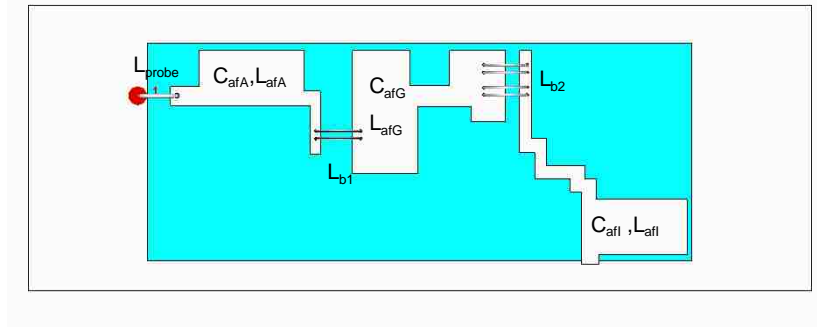 L_probe
1
C_afA,L_afA
C_afG
L_afG
L_b1
L_b2
C_afI ,L_afI